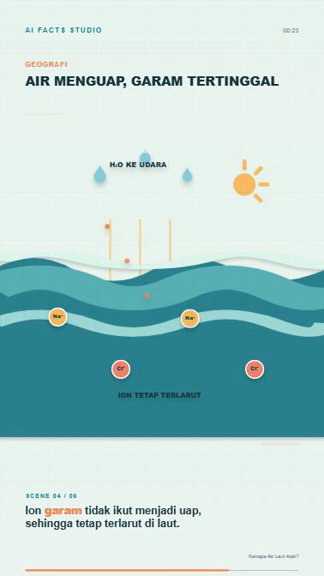 AI FACTS STUDIO
00:23
GEOGRAFI
AIR MENGUAP, GARAM TERTINGGAL
H₂O KE UDARA
Na⁺
Na⁺
Cl⁻
Cl⁻
ION TETAP TERLARUT
SCENE 04 / 06
Ion garam tidak ikut menjadi uap,
sehingga tetap terlarut di laut.
Kenapa Air Laut Asin?